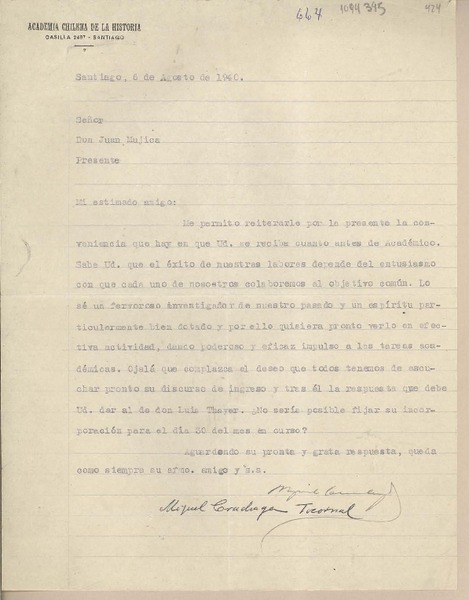 664 1094395 424
ACADEMIA CHILENA DE LA HISTORIA
CASILLA - SANTIAGO
Santiago, 6 de Agosto de 1940.
Señor
Don Juan Mujica
Presente
Mi estimado amigo:
Me permito reiterarle por la presente la con-
veniencia que hay en que Ud. se reciba cuanto antes de Académico.
Sabe Ud. que el éxito de nuestras labores depende del entusiasmo
con que cada uno de nosotros colaboremos al objetivo común. Lo
sé un fervoroso investigador de nuestro pasado y un espíritu par-
ticularmente bien dotado y por ello quisiera pronto verlo en efec-
tiva actividad, dando poderoso y eficaz impulso a las tareas aca-
démicas. Ojalá que complazca el deseo que todos tenemos de escu-
char pronto su discurso de ingreso y tras él la respuesta que debe
Ud. dar al de don Luis Thayer. ¿No sería posible fijar su incor-
poración para el día 30 del mes en curso?
Aguardando su pronta y grata respuesta, queda
como siempre su afmo. amigo y s.s.
Miguel Cruchaga Tocornal